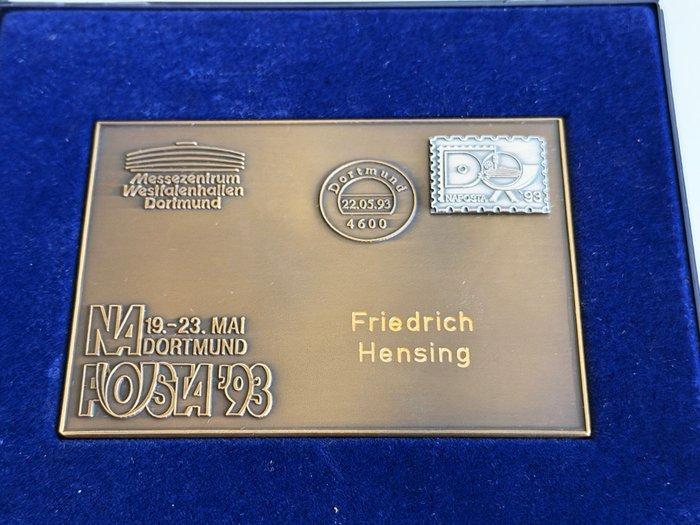 Messezentrum
Westfalenhallen
Dortmund
Dortmund
22.05.93
4600
DO
NAPOSTA '93
NA 19.-23. MAI
DORTMUND
POSTA '93
Friedrich
Hensing